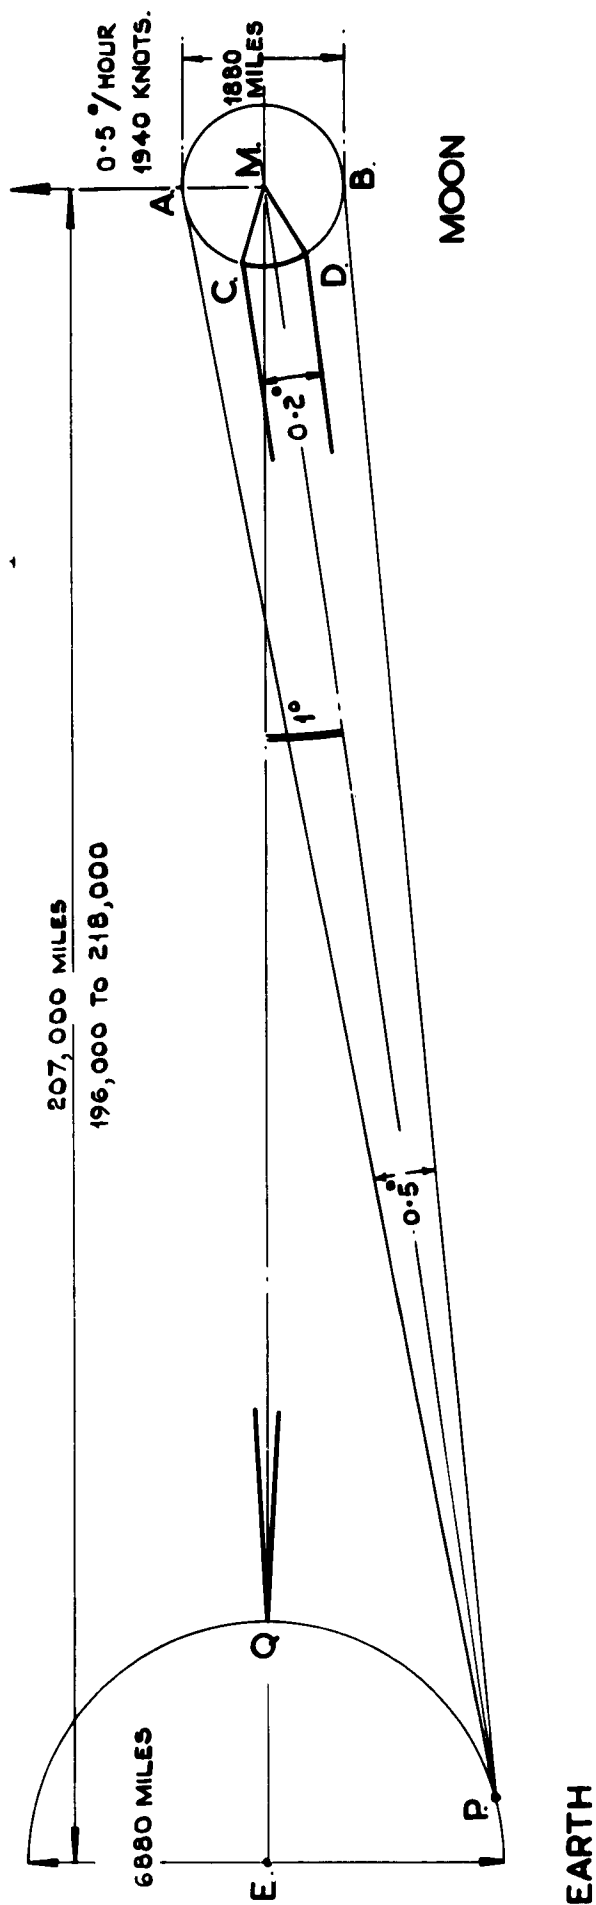 0.5°/HOUR
1940 KNOTS.
207,000 MILES
196,000 TO 218,000
6880 MILES
1880
MILES
A.
M.
B.
C.
D.
0.2°
1°
0.5°
E.
Q
P.
MOON
EARTH